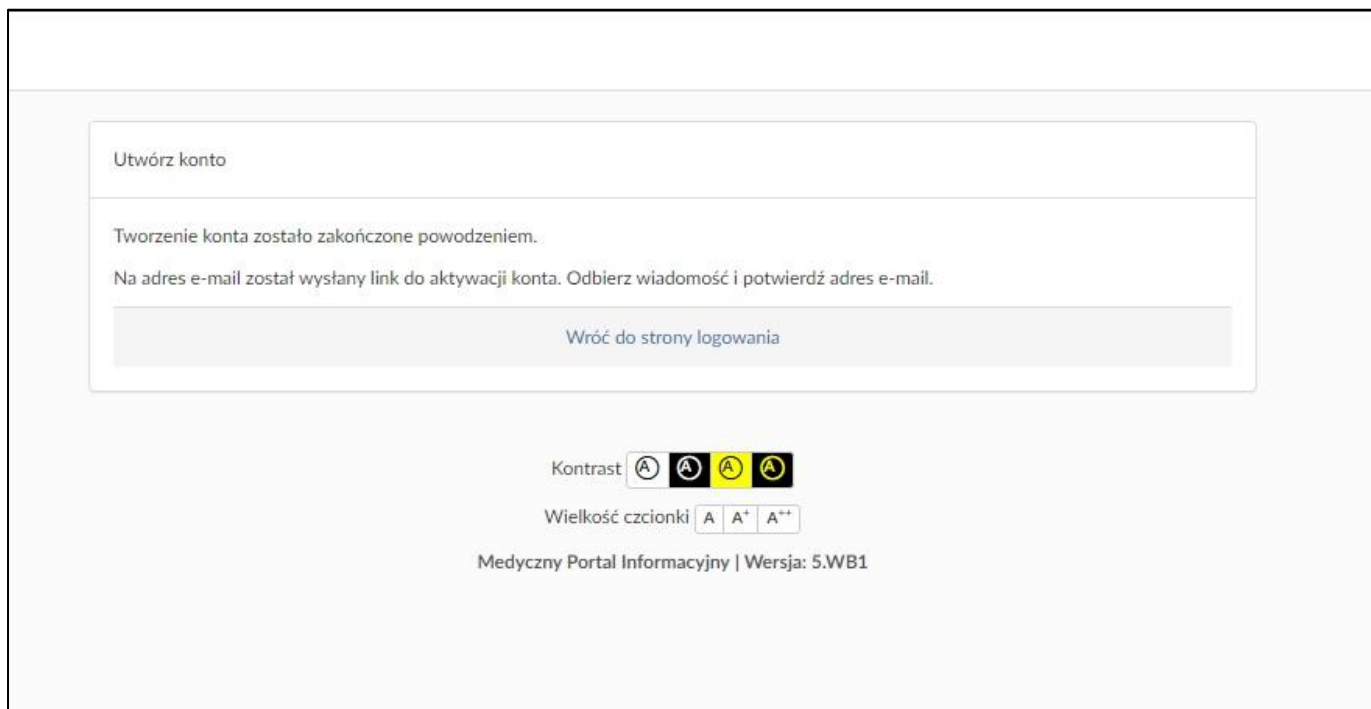 Utwórz konto
Tworzenie konta zostało zakończone powodzeniem.
Na adres e-mail został wysłany link do aktywacji konta. Odbierz wiadomość i potwierdź adres e-mail.
Wróć do strony logowania
Kontrast A A A A
Wielkość czcionki A A+ A++
Medyczny Portal Informacyjny | Wersja: 5.WB1